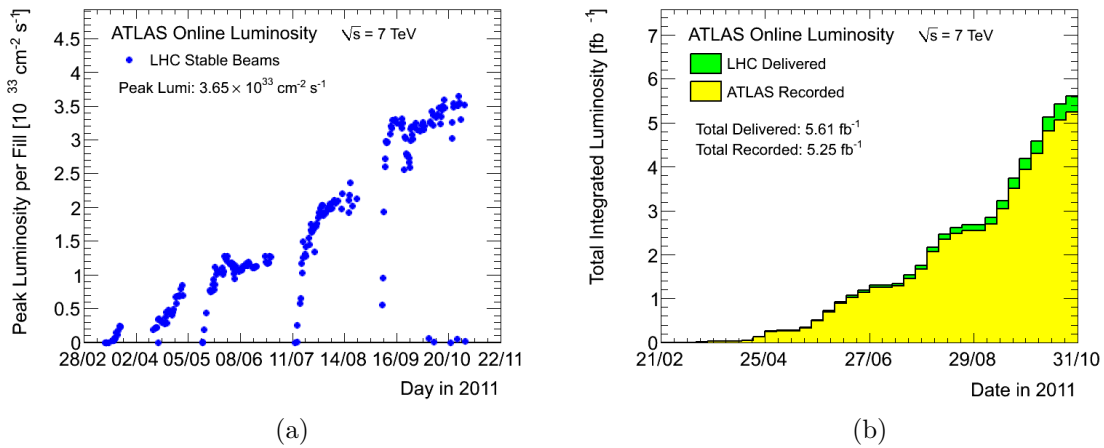 ATLAS Online Luminosity √s = 7 TeV
LHC Stable Beams
Peak Lumi: 3.65 × 10³³ cm⁻² s⁻¹
Peak Luminosity per Fill [10³³ cm⁻² s⁻¹]
4.5
4
3.5
3
2.5
2
1.5
1
0.5
0
28/02 02/04 05/05 08/06 11/07 14/08 16/09 20/10 22/11
Day in 2011
(a)
ATLAS Online Luminosity √s = 7 TeV
LHC Delivered
ATLAS Recorded
Total Delivered: 5.61 fb⁻¹
Total Recorded: 5.25 fb⁻¹
Total Integrated Luminosity [fb⁻¹]
7
6
5
4
3
2
1
0
21/02 25/04 27/06 29/08 31/10
Date in 2011
(b)